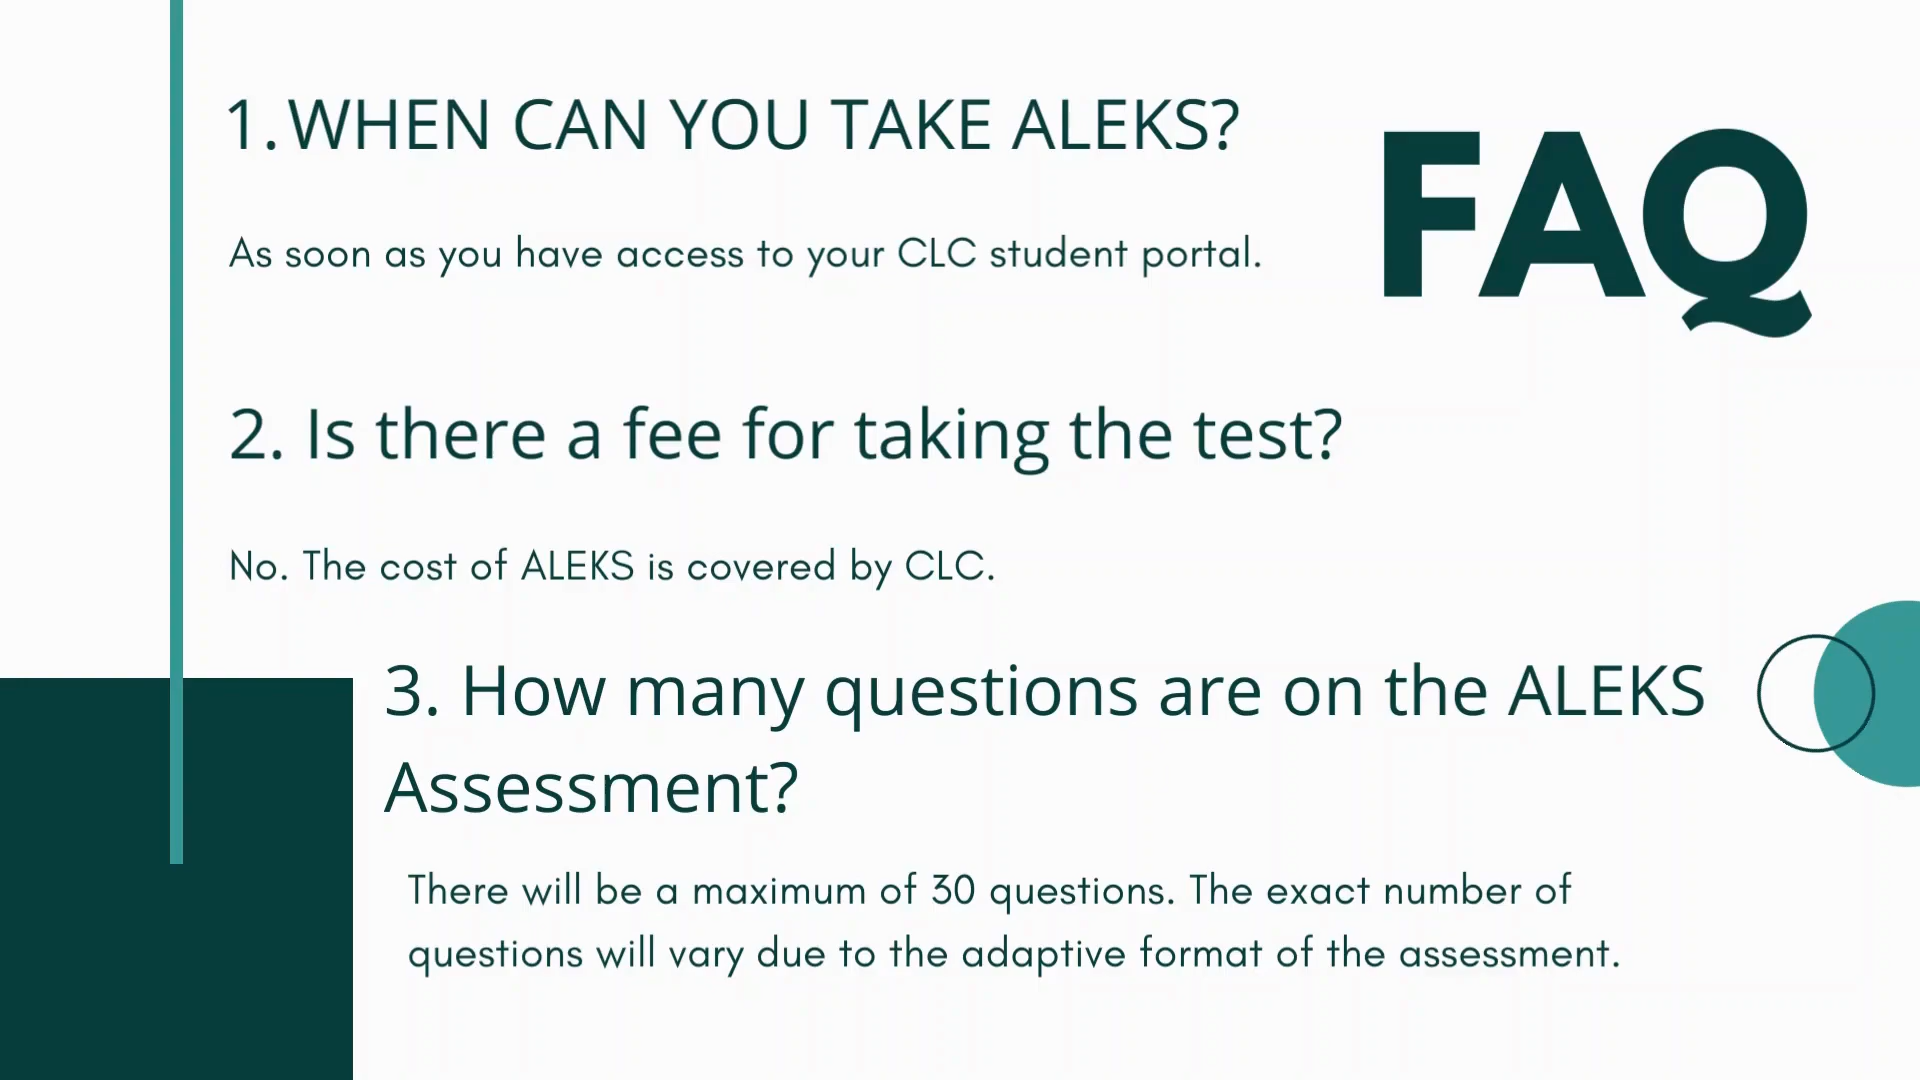 1. WHEN CAN YOU TAKE ALEKS?
FAQ
As soon as you have access to your CLC student portal.
2. Is there a fee for taking the test?
No. The cost of ALEKS is covered by CLC.
3. How many questions are on the ALEKS
Assessment?
There will be a maximum of 30 questions. The exact number of
questions will vary due to the adaptive format of the assessment.